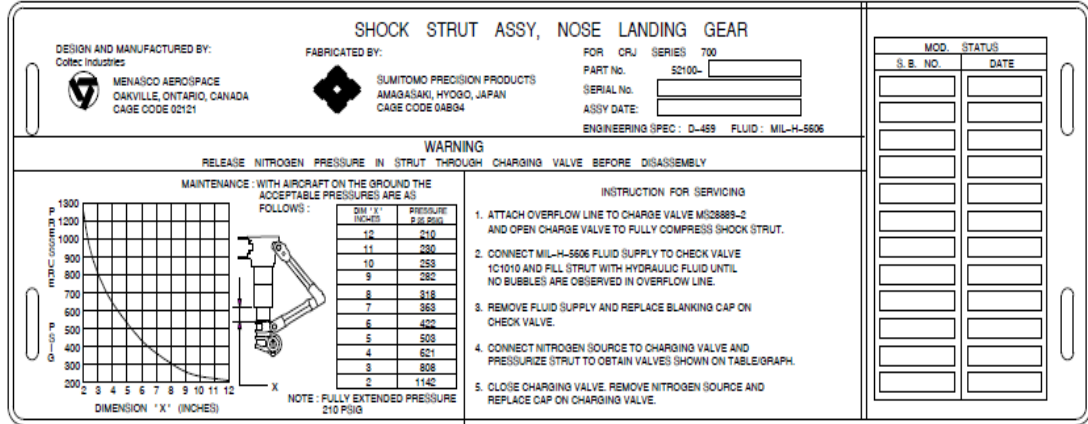 SHOCK STRUT ASSY, NOSE LANDING GEAR
DESIGN AND MANUFACTURED BY:
Coltec Industries
MENASCO AEROSPACE
OAKVILLE, ONTARIO, CANADA
CAGE CODE 02121
FABRICATED BY:
SUMITOMO PRECISION PRODUCTS
AMAGASAKI, HYOGO, JAPAN
CAGE CODE 0ABG4
FOR CRJ SERIES 700
PART No. 52100-
SERIAL No.
ASSY DATE:
ENGINEERING SPEC : D-459 FLUID : MIL-H-5606
MOD. STATUS
S. B. NO. DATE
WARNING
RELEASE NITROGEN PRESSURE IN STRUT THROUGH CHARGING VALVE BEFORE DISASSEMBLY
MAINTENANCE : WITH AIRCRAFT ON THE GROUND THE
ACCEPTABLE PRESSURES ARE AS
FOLLOWS :
PRESSURE
PSIG
1300
1200
1000
900
800
700
600
500
400
300
200
2 3 4 5 6 7 8 9 10 11 12
DIMENSION "X" (INCHES)
X
DIM "X" PRESSURE
INCHES PSIG
12 210
11 230
10 253
9 282
8 318
7 363
6 422
5 503
4 621
3 808
2 1142
NOTE : FULLY EXTENDED PRESSURE
210 PSIG
INSTRUCTION FOR SERVICING
1. ATTACH OVERFLOW LINE TO CHARGE VALVE MS28889-2
AND OPEN CHARGE VALVE TO FULLY COMPRESS SHOCK STRUT.
2. CONNECT MIL-H-5606 FLUID SUPPLY TO CHECK VALVE
1C1010 AND FILL STRUT WITH HYDRAULIC FLUID UNTIL
NO BUBBLES ARE OBSERVED IN OVERFLOW LINE.
3. REMOVE FLUID SUPPLY AND REPLACE BLANKING CAP ON
CHECK VALVE.
4. CONNECT NITROGEN SOURCE TO CHARGING VALVE AND
PRESSURIZE STRUT TO OBTAIN VALVES SHOWN ON TABLE/GRAPH.
5. CLOSE CHARGING VALVE. REMOVE NITROGEN SOURCE AND
REPLACE CAP ON CHARGING VALVE.